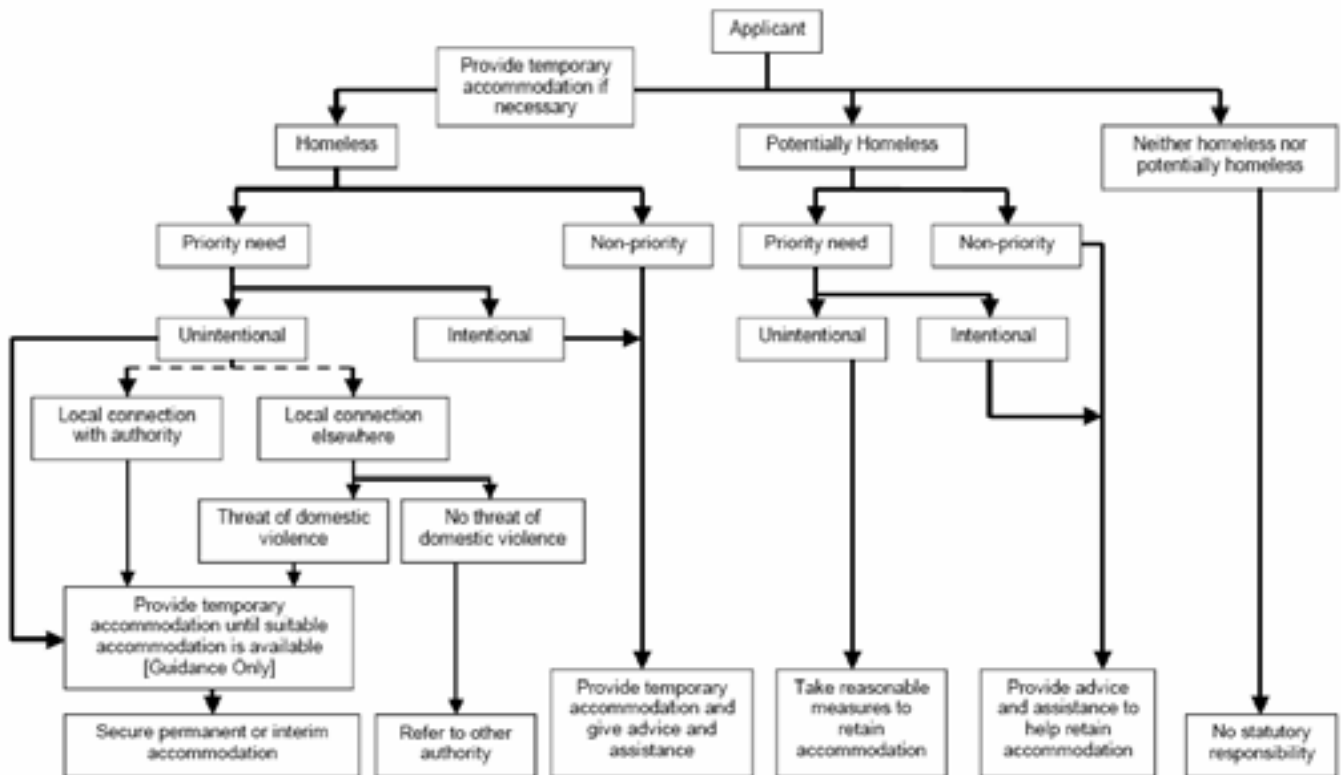 Applicant
Provide temporary
accommodation if
necessary
Homeless
Potentially Homeless
Neither homeless nor
potentially homeless
Priority need
Non-priority
Priority need
Non-priority
Unintentional
Intentional
Unintentional
Intentional
Local connection
with authority
Local connection
elsewhere
Threat of domestic
violence
No threat of
domestic violence
Provide temporary
accommodation until suitable
accommodation is available
[Guidance Only]
Secure permanent or interim
accommodation
Refer to other
authority
Provide temporary
accommodation and
give advice and
assistance
Take reasonable
measures to
retain
accommodation
Provide advice
and assistance to
help retain
accommodation
No statutory
responsibility